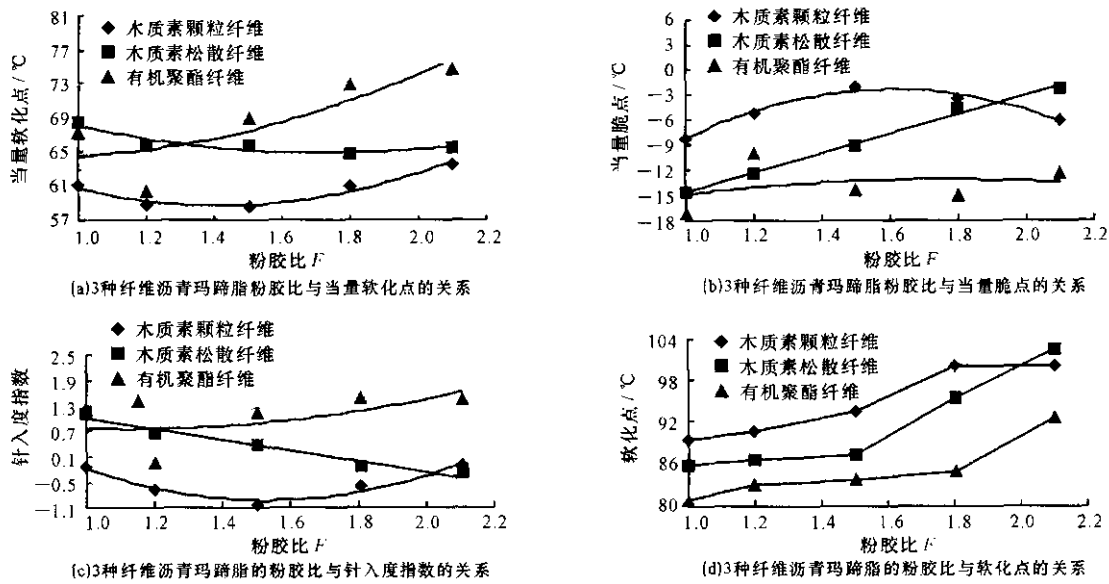 81
77
73
69
65
61
57
当量软化点/℃
木质素颗粒纤维
木质素松散纤维
有机聚酯纤维
1.0 1.2 1.4 1.6 1.8 2.0 2.2
粉胶比 F
(a)3种纤维沥青玛蹄脂粉胶比与当量软化点的关系
6
3
0
-3
-6
-9
-12
-15
-18
当量脆点/℃
木质素颗粒纤维
木质素松散纤维
有机聚酯纤维
1.0 1.2 1.4 1.6 1.8 2.0 2.2
粉胶比 F
(b)3种纤维沥青玛蹄脂粉胶比与当量脆点的关系
2.5
1.9
1.3
0.7
0.1
-0.5
-1.1
针入度指数
木质素颗粒纤维
木质素松散纤维
有机聚酯纤维
1.0 1.2 1.4 1.6 1.8 2.0 2.2
粉胶比 F
(c)3种纤维沥青玛蹄脂的粉胶比与针入度指数的关系
104
98
92
86
80
软化点/℃
木质素颗粒纤维
木质素松散纤维
有机聚酯纤维
1.0 1.2 1.4 1.6 1.8 2.0 2.2
粉胶比 F
(d)3种纤维沥青玛蹄脂的粉胶比与软化点的关系